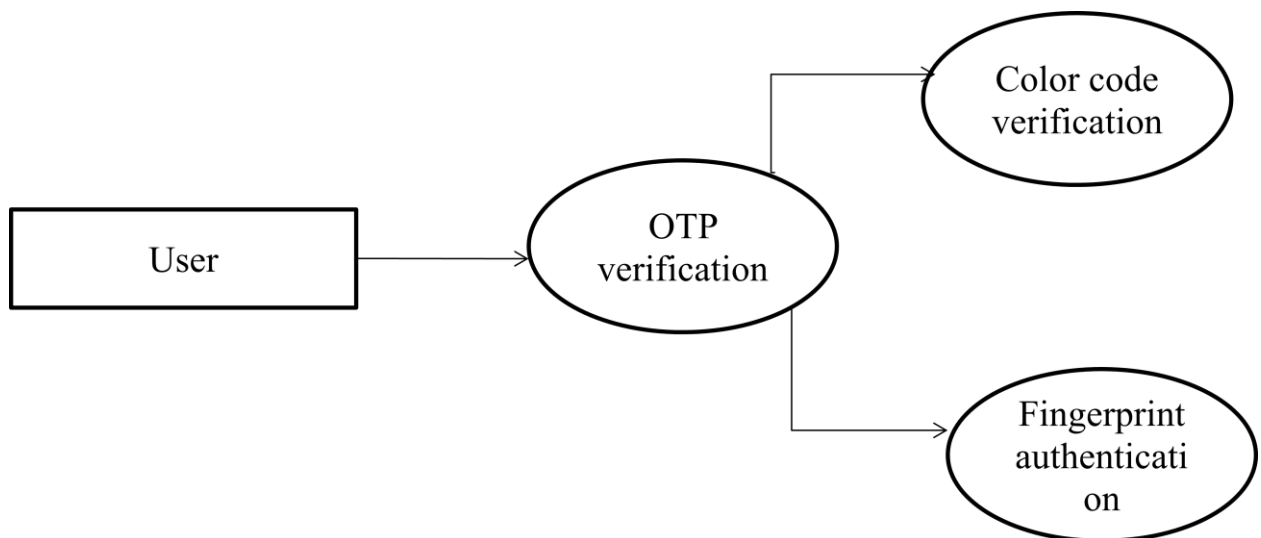 User
OTP
verification
Color code
verification
Fingerprint
authenticati
on